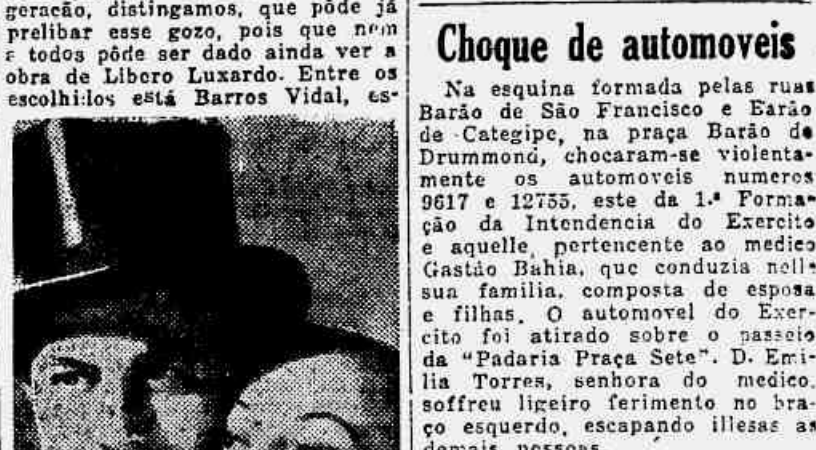 geracão, distingamos, que póde já
prelibar esse gozo, pois que nem
a todos póde ser dado ainda ver a
obra de Libero Luxardo. Entre os
escolhidos está Barros Vidal, es-
Choque de automoveis
Na esquina formada pelas ruas
Barão de São Francisco e Barão
de Categipe, na praça Barão de
Drummond, chocaram-se violenta-
mente os automoveis numeros
9617 e 12755, este da 1.ª Forma-
ção da Intendencia do Exercito
e aquelle, pertencente ao medico
Gastão Bahia, que conduzia nelle
sua familia, composta de esposa
e filhas. O automovel do Exer-
cito foi atirado sobre o passeio
da "Padaria Praça Sete". D. Emi-
lia Torres, senhora do medico,
soffreu ligeiro ferimento no bra-
ço esquerdo, escapando illesas as
demais pessoas.